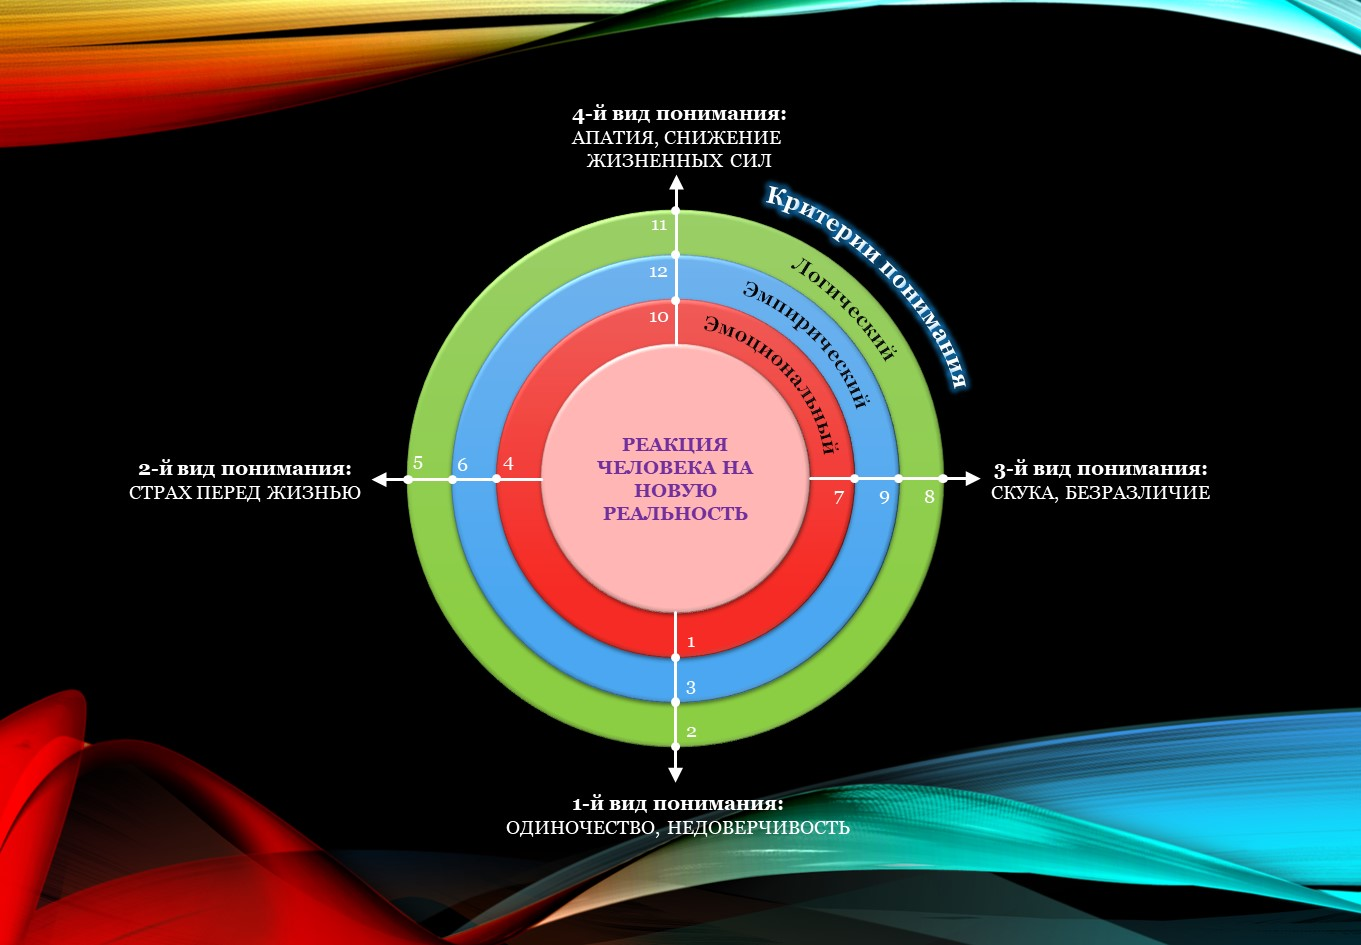 4-й вид понимания:
АПАТИЯ, СНИЖЕНИЕ
ЖИЗНЕННЫХ СИЛ
Критерии понимания
Логический
Эмпирический
Эмоциональный
11
12
10
РЕАКЦИЯ
ЧЕЛОВЕКА НА
НОВУЮ
РЕАЛЬНОСТЬ
2-й вид понимания:
СТРАХ ПЕРЕД ЖИЗНЬЮ
5 6 4
7 9 8
3-й вид понимания:
СКУКА, БЕЗРАЗЛИЧИЕ
1
3
2
1-й вид понимания:
ОДИНОЧЕСТВО, НЕДОВЕРЧИВОСТЬ